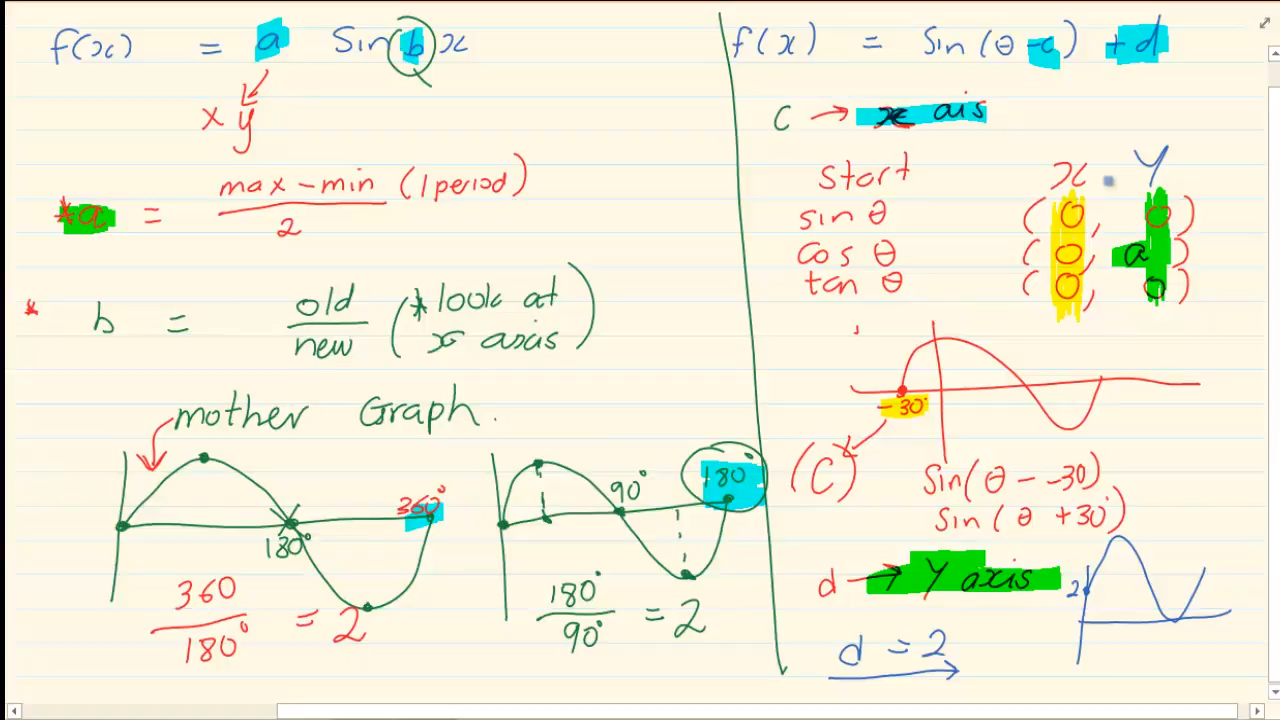 f(x) = a Sin bx
x y
*a = max - min (1 period)
2
* b = old (*look at
new x axis)
mother Graph.
360°
180°
360
180° = 2
90°
180°
180°
90° = 2
f(x) = Sin(θ - c) + d
C → x ais
Start x Y
sin θ (0, 0)
cos θ (0, a)
tan θ (0, 0)
-30°
(C) Sin(θ - -30)
Sin(θ +30°)
d → Y axis
2
d = 2